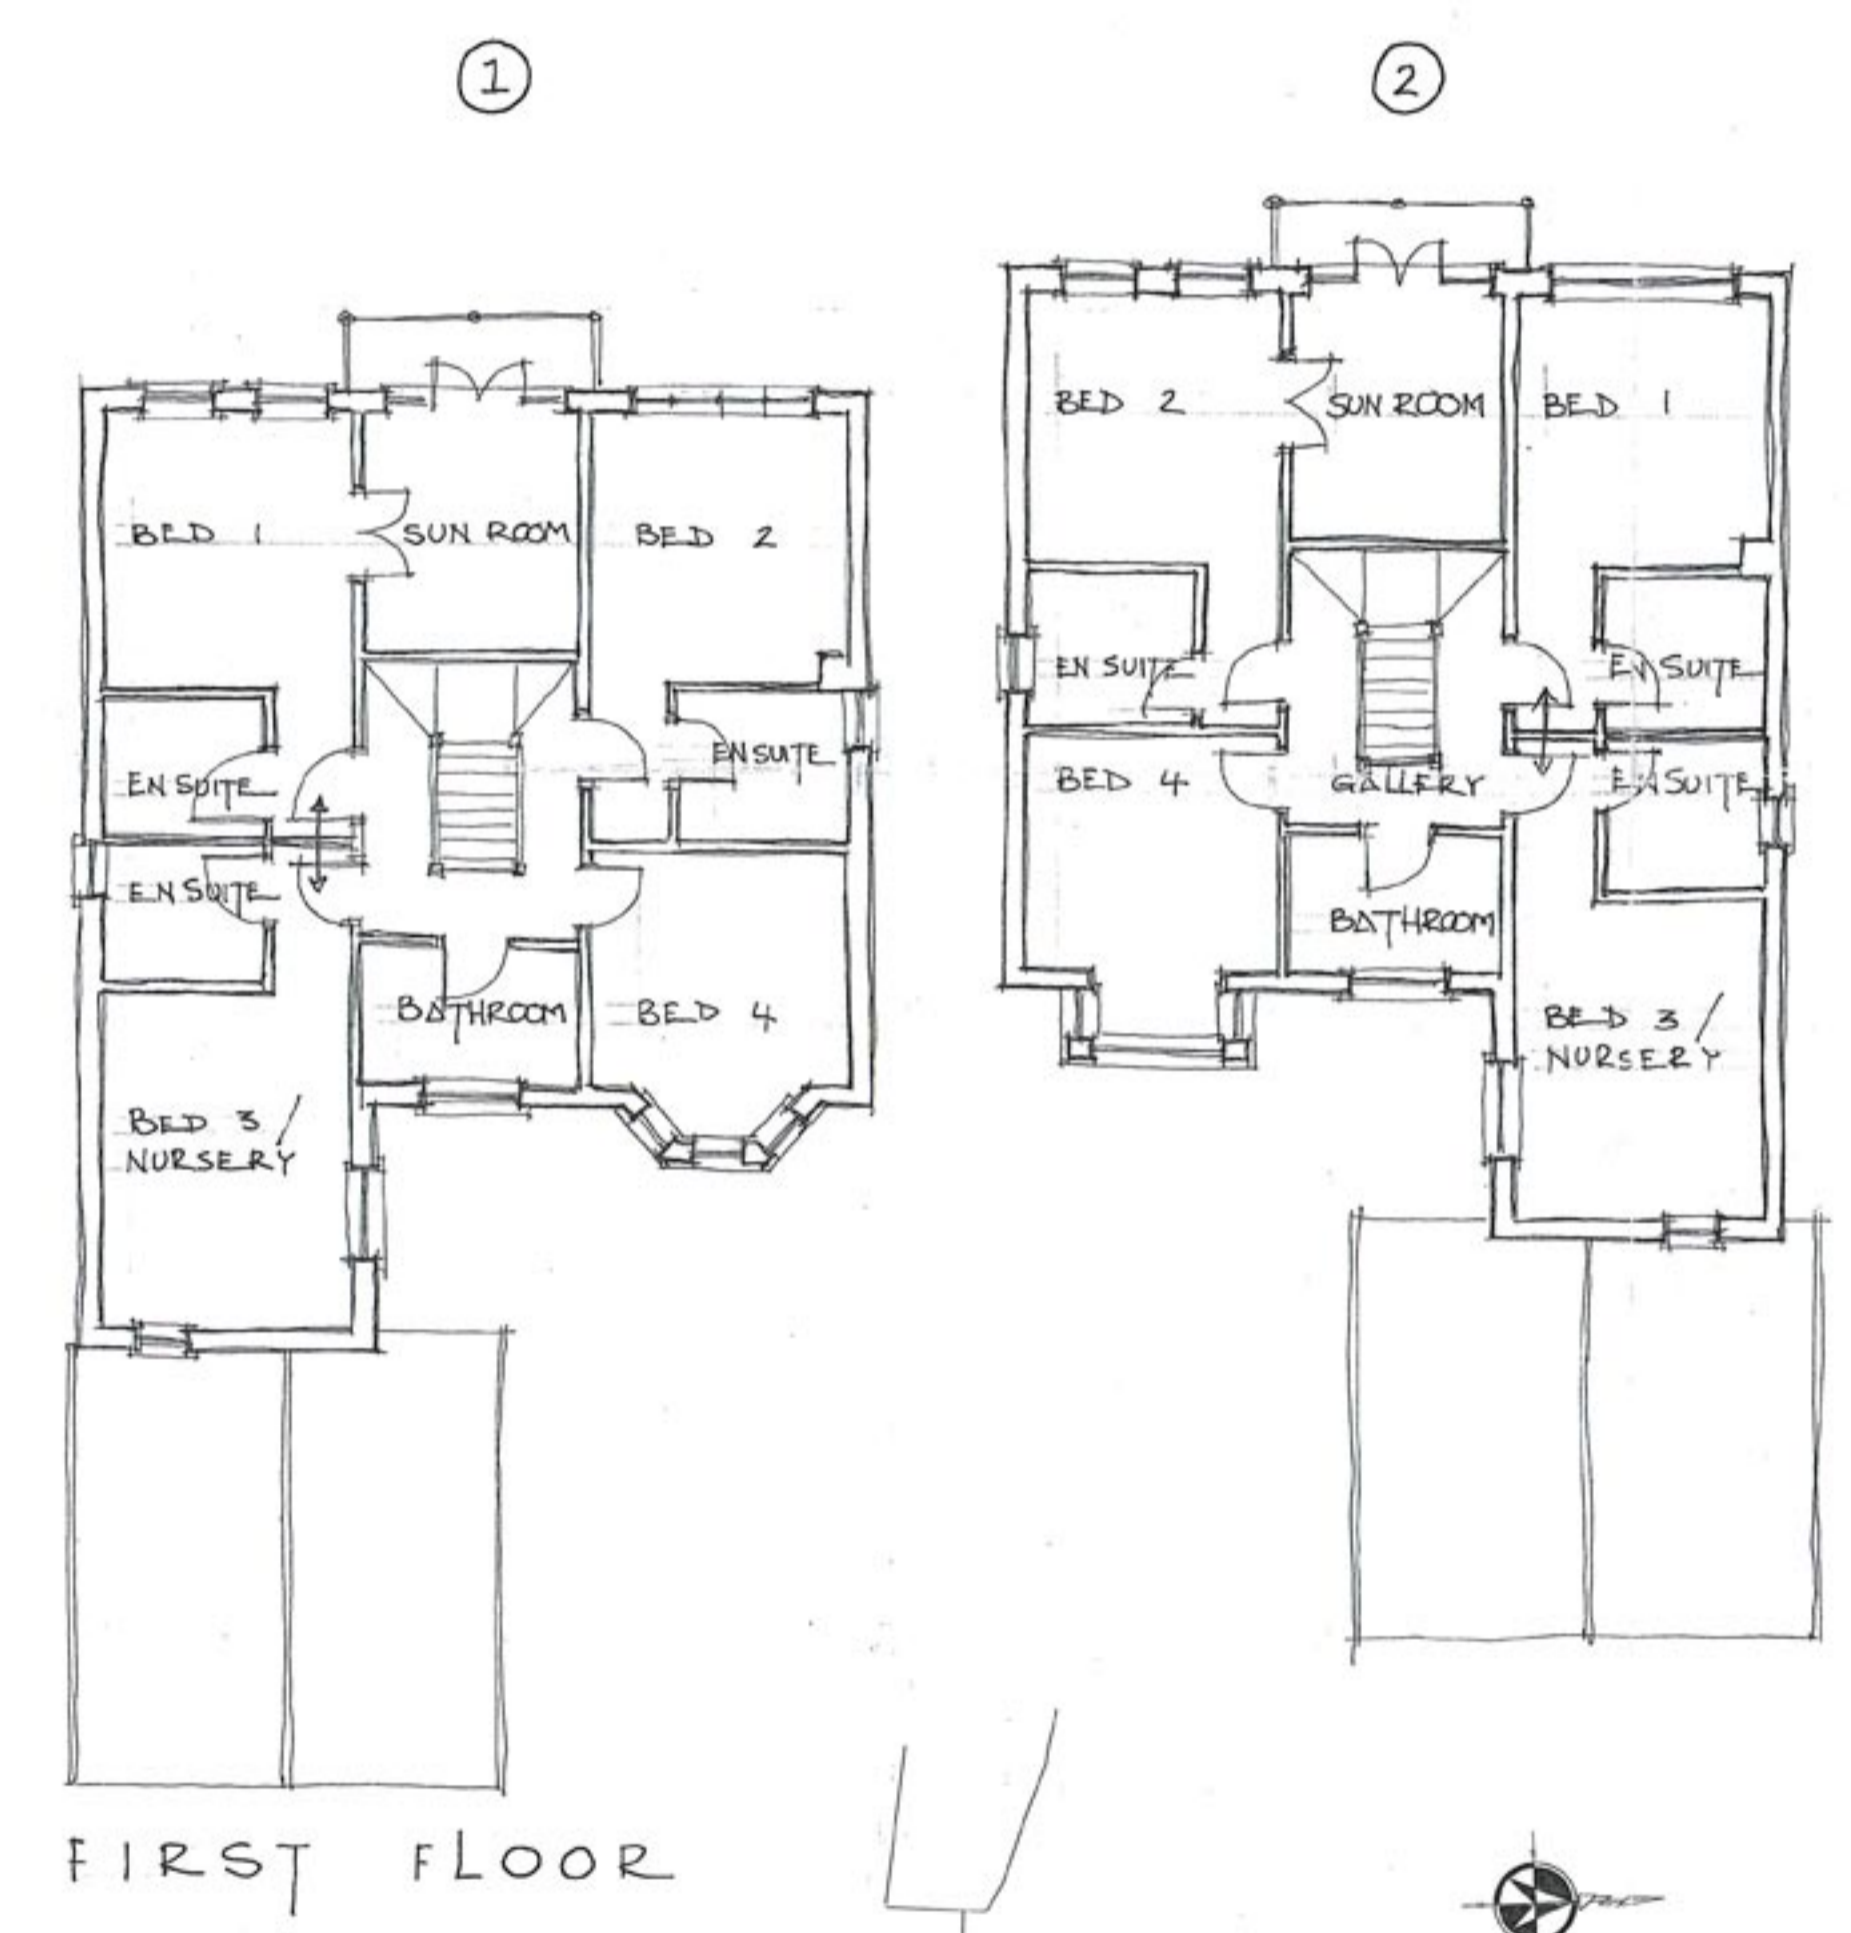 1
2
BED 1
SUN ROOM
BED 2
EN SUITE
EN SUITE
EN SUITE
BATHROOM
BED 4
BED 3 /
NURSERY
BED 2
SUN ROOM
BED 1
EN SUITE
EN SUITE
BED 4
GALLERY
EN SUITE
BATHROOM
BED 3 /
NURSERY
FIRST FLOOR